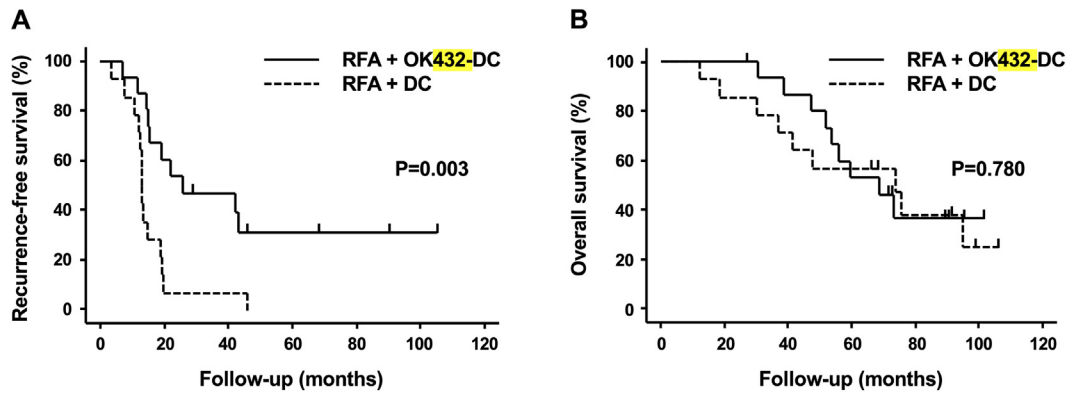 A
Recurrence-free survival (%)
100
80
60
40
20
0
RFA + OK432-DC
RFA + DC
P=0.003
0 20 40 60 80 100 120
Follow-up (months)
B
Overall survival (%)
100
80
60
40
20
0
RFA + OK432-DC
RFA + DC
P=0.780
0 20 40 60 80 100 120
Follow-up (months)